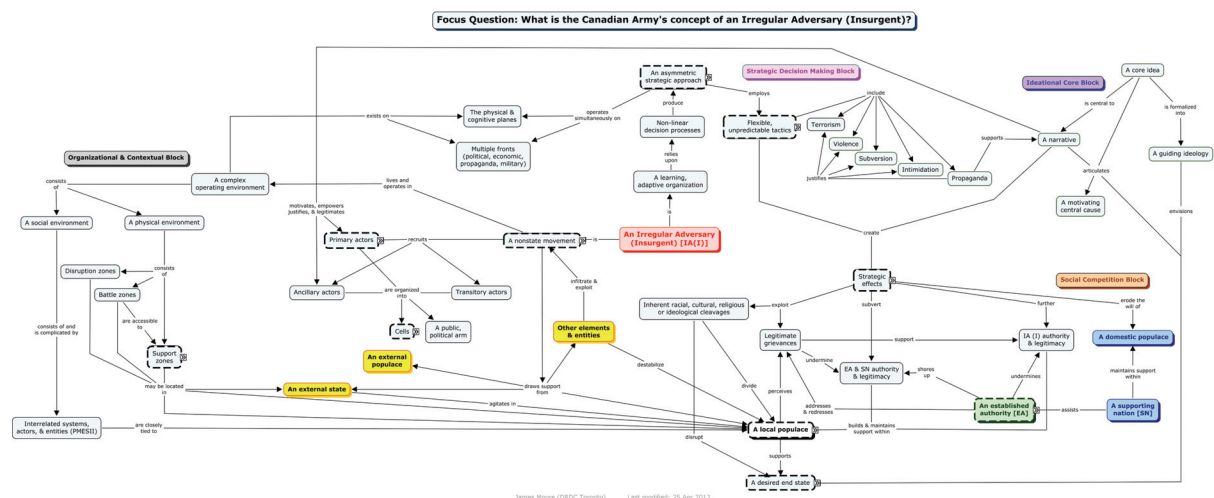 Focus Question: What is the Canadian Army's concept of an Irregular Adversary (Insurgent)?
An asymmetric
strategic approach
Strategic Decision Making Block
A core idea
Ideational Core Block
employs
include
operates
simultaneously on
produce
is central to
is formalized
into
exists on
The physical &
cognitive planes
Non-linear
decision processes
Flexible,
unpredictable tactics
Terrorism
Violence
Subversion
Intimidation
Propaganda
justifies
supports
A narrative
A guiding ideology
Multiple fronts
(political, economic,
propaganda, military)
relies
upon
Organizational & Contextual Block
articulates
A complex
operating environment
lives and
operates in
A learning,
adaptive organization
consists
of
A motivating
central cause
envisions
motivates, empowers
justifies, & legitimates
is
A social environment
A physical environment
Primary actors
recruits
A nonstate movement
is
An Irregular Adversary
(Insurgent) [IA(I)]
create
consists
of
Disruption zones
Battle zones
Ancillary actors
are organized
into
Transitory actors
infiltrate &
exploit
Strategic
effects
Social Competition Block
Inherent racial, cultural, religious
or ideological cleavages
exploit
subvert
further
erode the
will of
are accessible
to
consists of and
is complicated by
Cells
A public,
political arm
Other elements
& entities
Legitimate
grievances
support
IA (I) authority
& legitimacy
A domestic populace
Support
zones
An external
populace
destabilize
undermine
EA & SN authority
& legitimacy
shores
up
undermines
maintains support
within
may be located
in
An external state
draws support
from
divide
perceives
agitates in
addresses
& redresses
An established
authority [EA]
assists
A supporting
nation [SN]
Interrelated systems,
actors, & entities (PMESII)
are closely
tied to
A local populace
builds & maintains
support within
disrupt
supports
A desired end state
James Moore (DRDC Toronto) Last modified: 25 Apr 2012